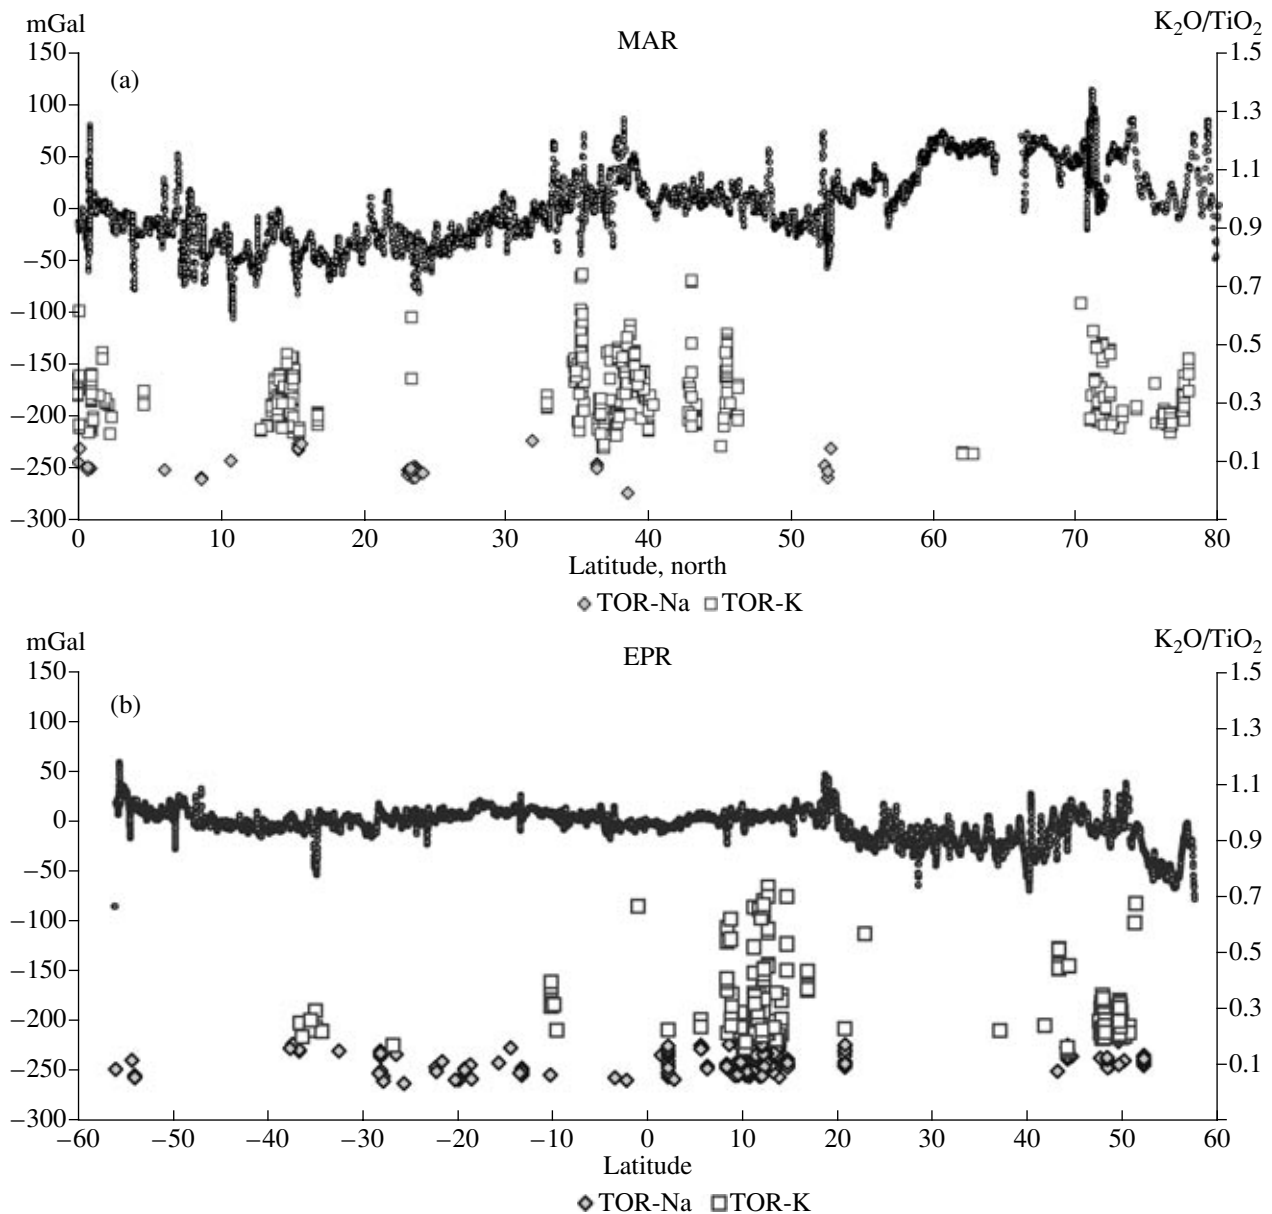 mGal K₂O/TiO₂
MAR
(a)
150 1.5
100 1.3
50 1.1
0
−50 0.9
−100 0.7
−150 0.5
−200 0.3
−250 0.1
−300
0 10 20 30 40 50 60 70 80
Latitude, north
TOR-Na TOR-K
mGal K₂O/TiO₂
EPR
(b)
150 1.5
100 1.3
50 1.1
0 0.9
−50
−100 0.7
−150 0.5
−200 0.3
−250 0.1
−300
−60 −50 −40 −30 −20 −10 0 10 20 30 40 50 60
Latitude
TOR-Na TOR-K